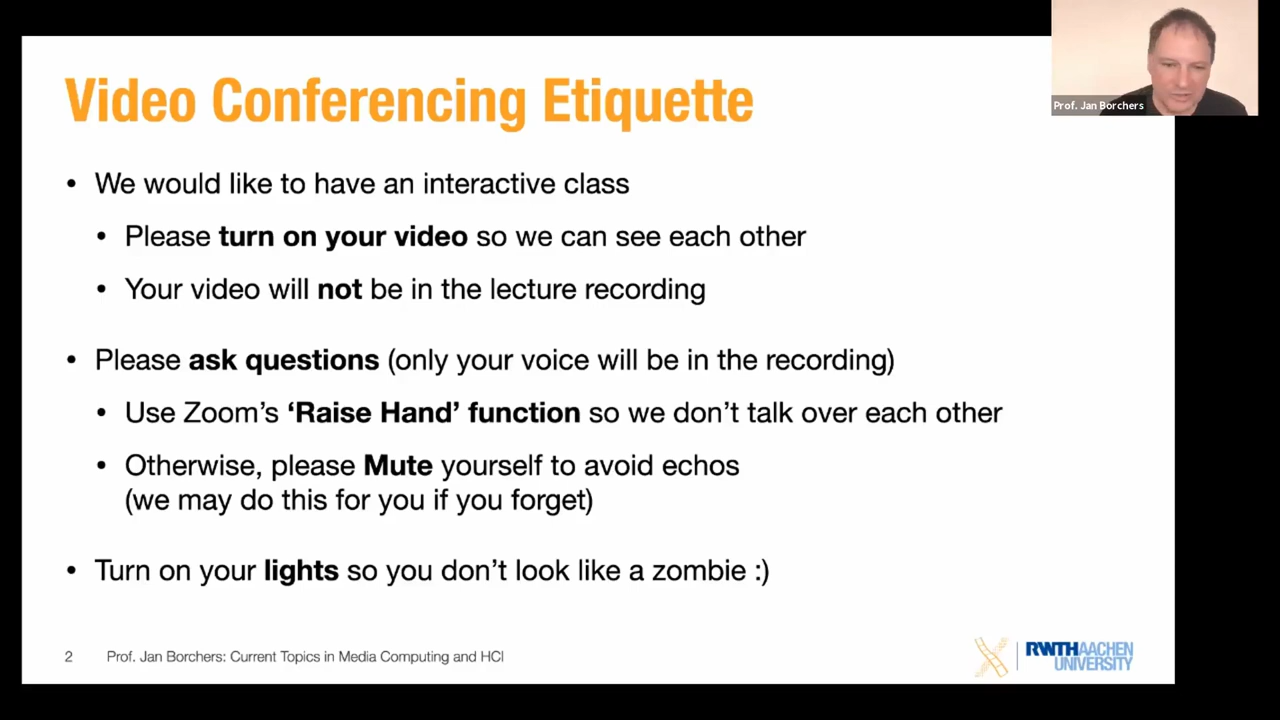 Video Conferencing Etiquette
Prof. Jan Borchers
• We would like to have an interactive class
• Please turn on your video so we can see each other
• Your video will not be in the lecture recording
• Please ask questions (only your voice will be in the recording)
• Use Zoom’s ‘Raise Hand’ function so we don’t talk over each other
• Otherwise, please Mute yourself to avoid echos
(we may do this for you if you forget)
• Turn on your lights so you don’t look like a zombie :)
2 Prof. Jan Borchers: Current Topics in Media Computing and HCI
RWTHAACHEN
UNIVERSITY